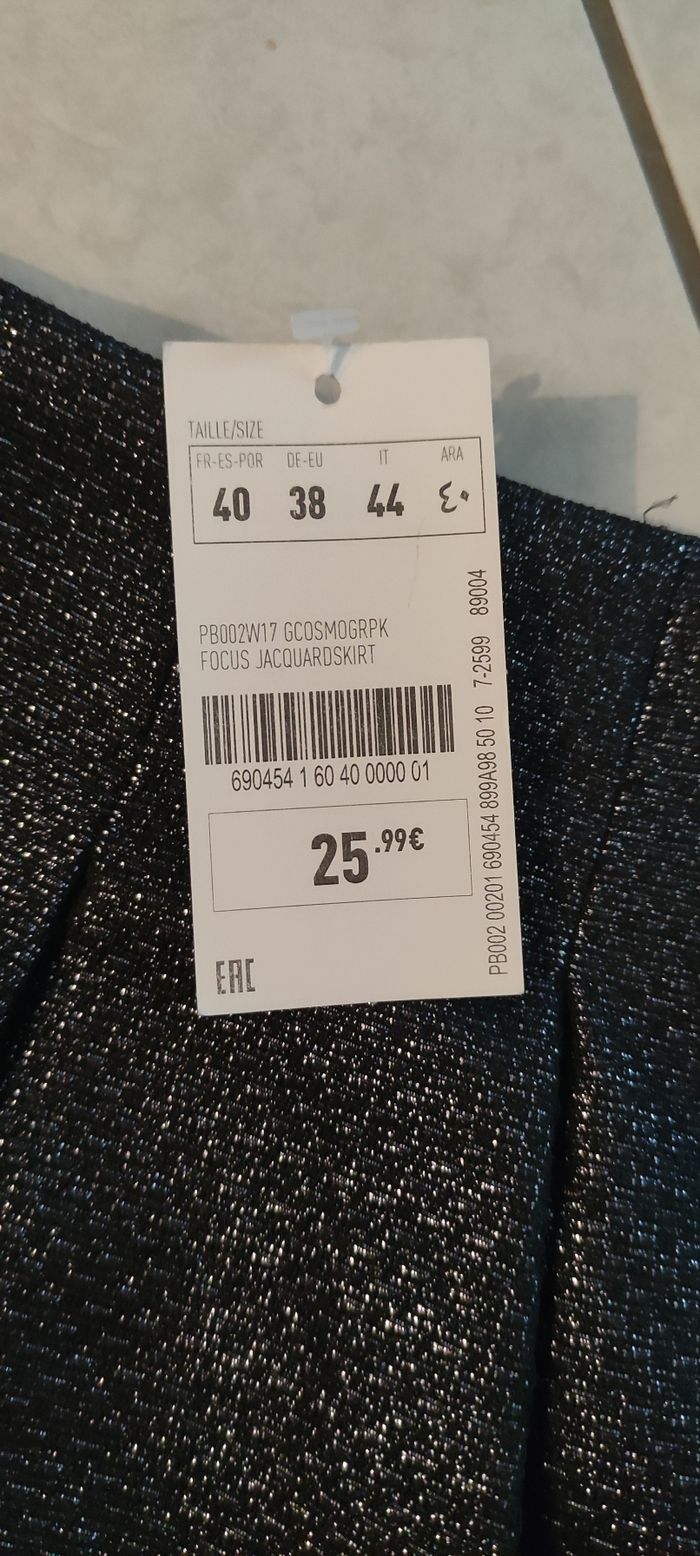 TAILLE/SIZE
FR-ES-POR DE-EU IT ARA
40 38 44 ٤٠
PB002W17 GCOSMOGRPK
FOCUS JACQUARDSKIRT
690454 1 60 40 0000 01
25.99€
EAC
PB002 00201 690454 899A98 50 10 7-2599 89004